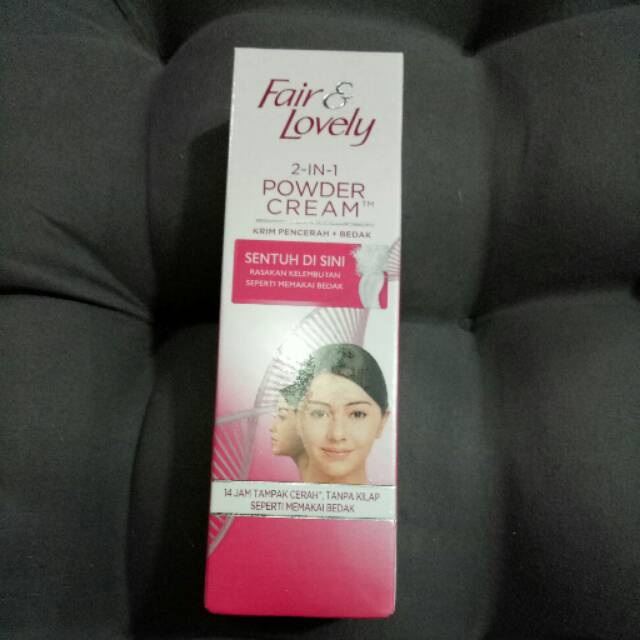 Fair &
Lovely
2-IN-1
POWDER
CREAM™
KRIM PENCERAH + BEDAK
SENTUH DI SINI
RASAKAN KELEMBUTAN
SEPERTI MEMAKAI BEDAK
14 JAM TAMPAK CERAH*, TANPA KILAP
SEPERTI MEMAKAI BEDAK